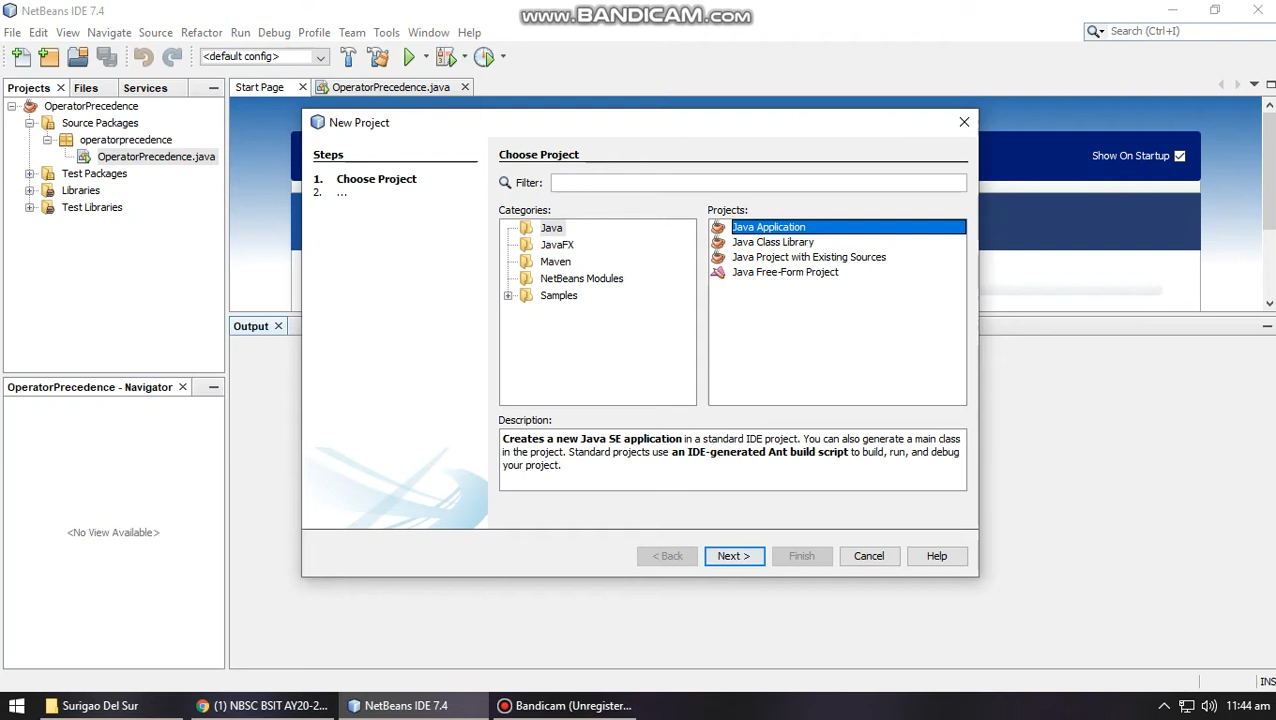 NetBeans IDE 7.4
www.BANDICAM.com
File Edit View Navigate Source Refactor Run Debug Profile Team Tools Window Help
Search (Ctrl+I)
<default config>
Projects Files Services
Start Page OperatorPrecedence.java
OperatorPrecedence
Source Packages
operatorprecedence
OperatorPrecedence.java
Test Packages
Libraries
Test Libraries
Show On Startup
New Project
Steps
1. Choose Project
2. ...
Choose Project
Filter:
Categories:
Java
JavaFX
Maven
NetBeans Modules
Samples
Projects:
Java Application
Java Class Library
Java Project with Existing Sources
Java Free-Form Project
Description:
Creates a new Java SE application in a standard IDE project. You can also generate a main class
in the project. Standard projects use an IDE-generated Ant build script to build, run, and debug
your project.
< Back Next > Finish Cancel Help
Output
OperatorPrecedence - Navigator
<No View Available>
INS
Surigao Del Sur
(1) NBSC BSIT AY20-2...
NetBeans IDE 7.4
Bandicam (Unregister...
11:44 am